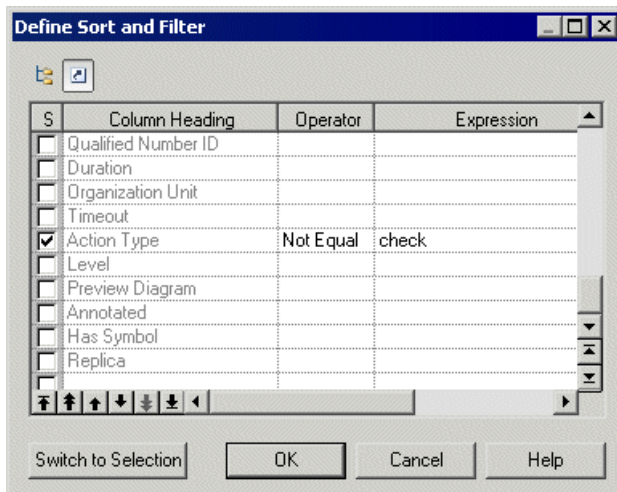 Define Sort and Filter
S Column Heading Operator Expression
Qualified Number ID
Duration
Organization Unit
Timeout
Action Type Not Equal check
Level
Preview Diagram
Annotated
Has Symbol
Replica
Switch to Selection OK Cancel Help